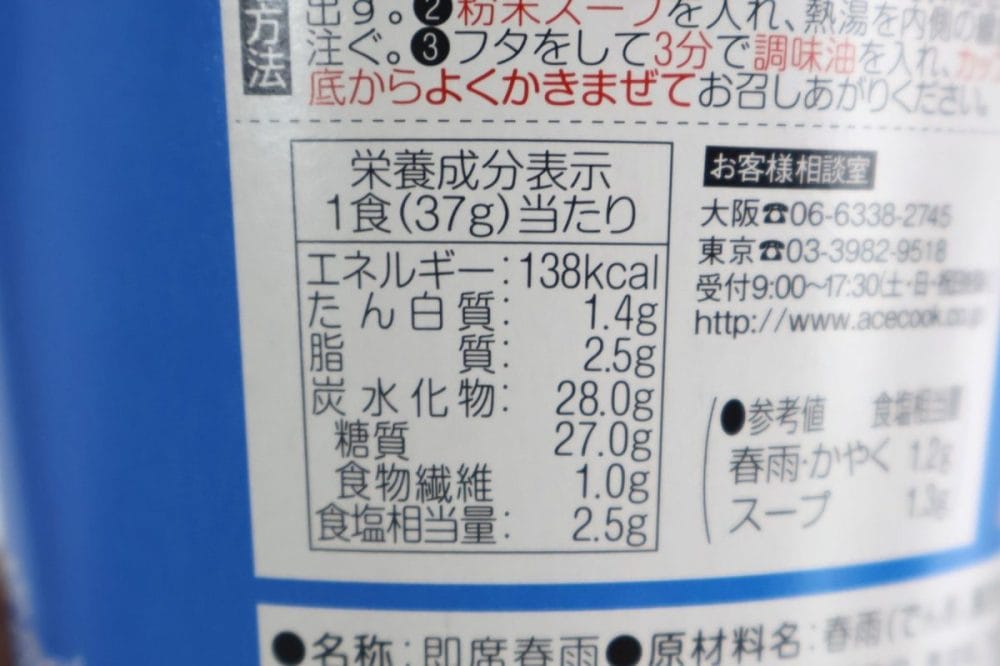 方法
出す。❷粉末スープを入れ、熱湯を内側の
注ぐ。❸フタをして3分で調味油を入れ、カップ
底からよくかきまぜてお召しあがりください。
栄養成分表示
1食(37g)当たり
エネルギー:138kcal
たん白質: 1.4g
脂質: 2.5g
炭水化物: 28.0g
糖質 27.0g
食物繊維 1.0g
食塩相当量: 2.5g
お客様相談室
大阪☎06-6338-2745
東京☎03-3982-9518
受付9:00〜17:30(土・日・
http://www.acecook.co.jp
●参考値 食塩相当量
春雨・かやく 1.2g
スープ 1.3g
●名称:即席春雨●原材料名:春雨(でん